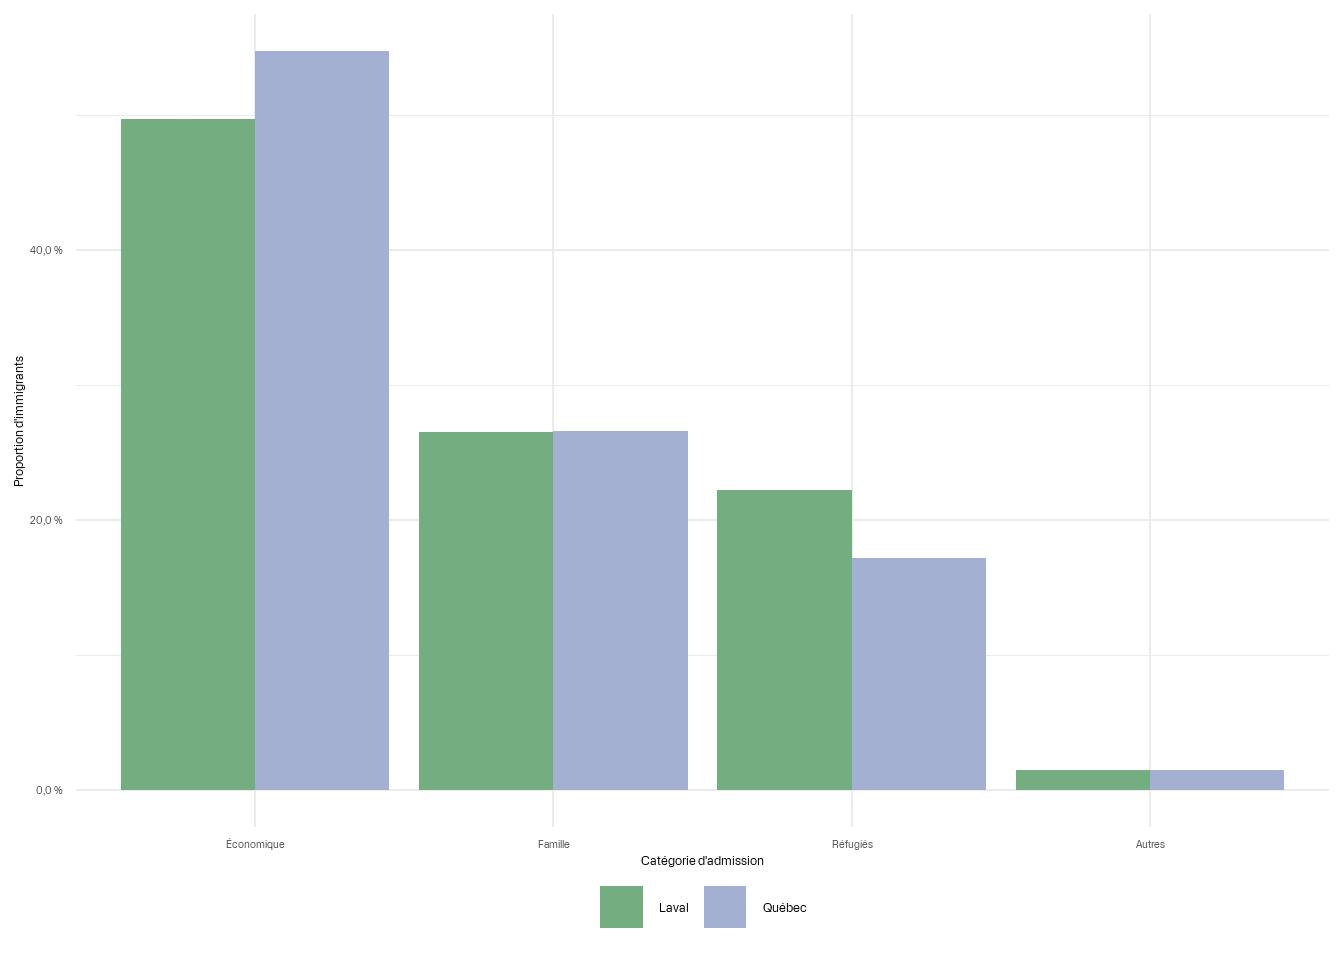 Proportion d'immigrants
40,0 %
20,0 %
0,0 %
Économique
Famille
Réfugiés
Autres
Catégorie d'admission
Laval
Québec